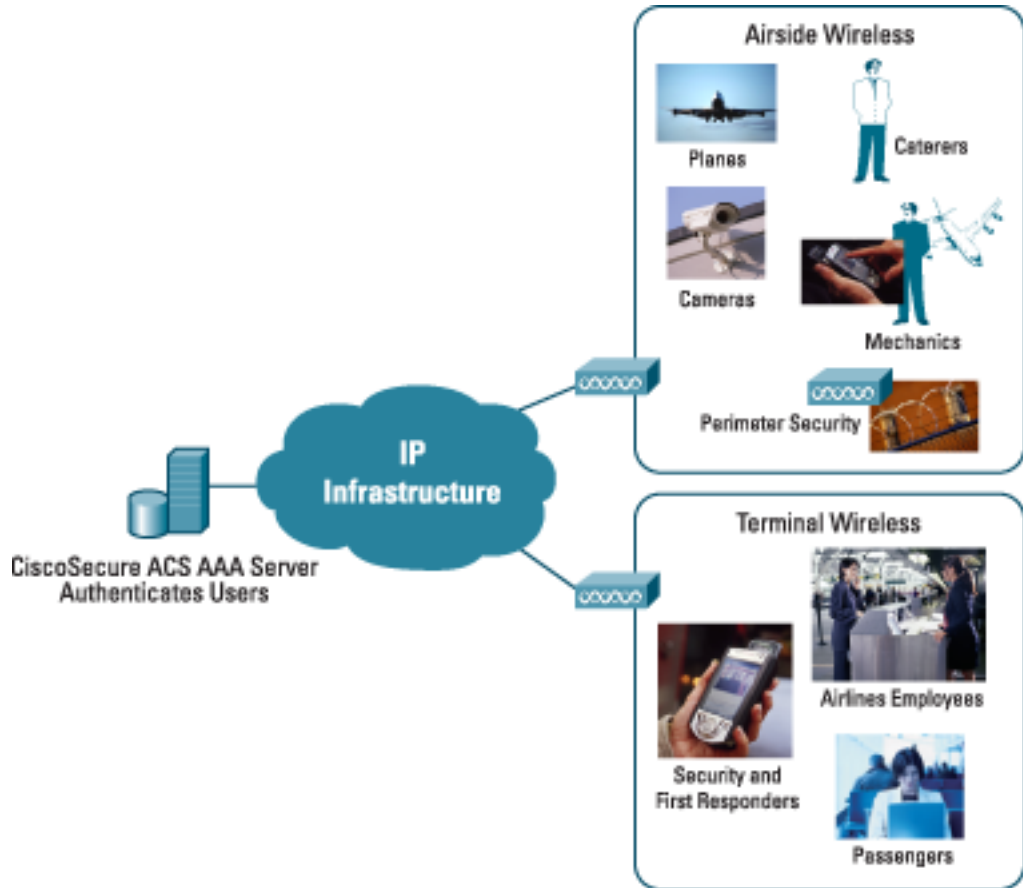 Airside Wireless
Planes
Caterers
Cameras
Mechanics
Perimeter Security
IP
Infrastructure
CiscoSecure ACS AAA Server
Authenticates Users
Terminal Wireless
Airlines Employees
Security and
First Responders
Passengers